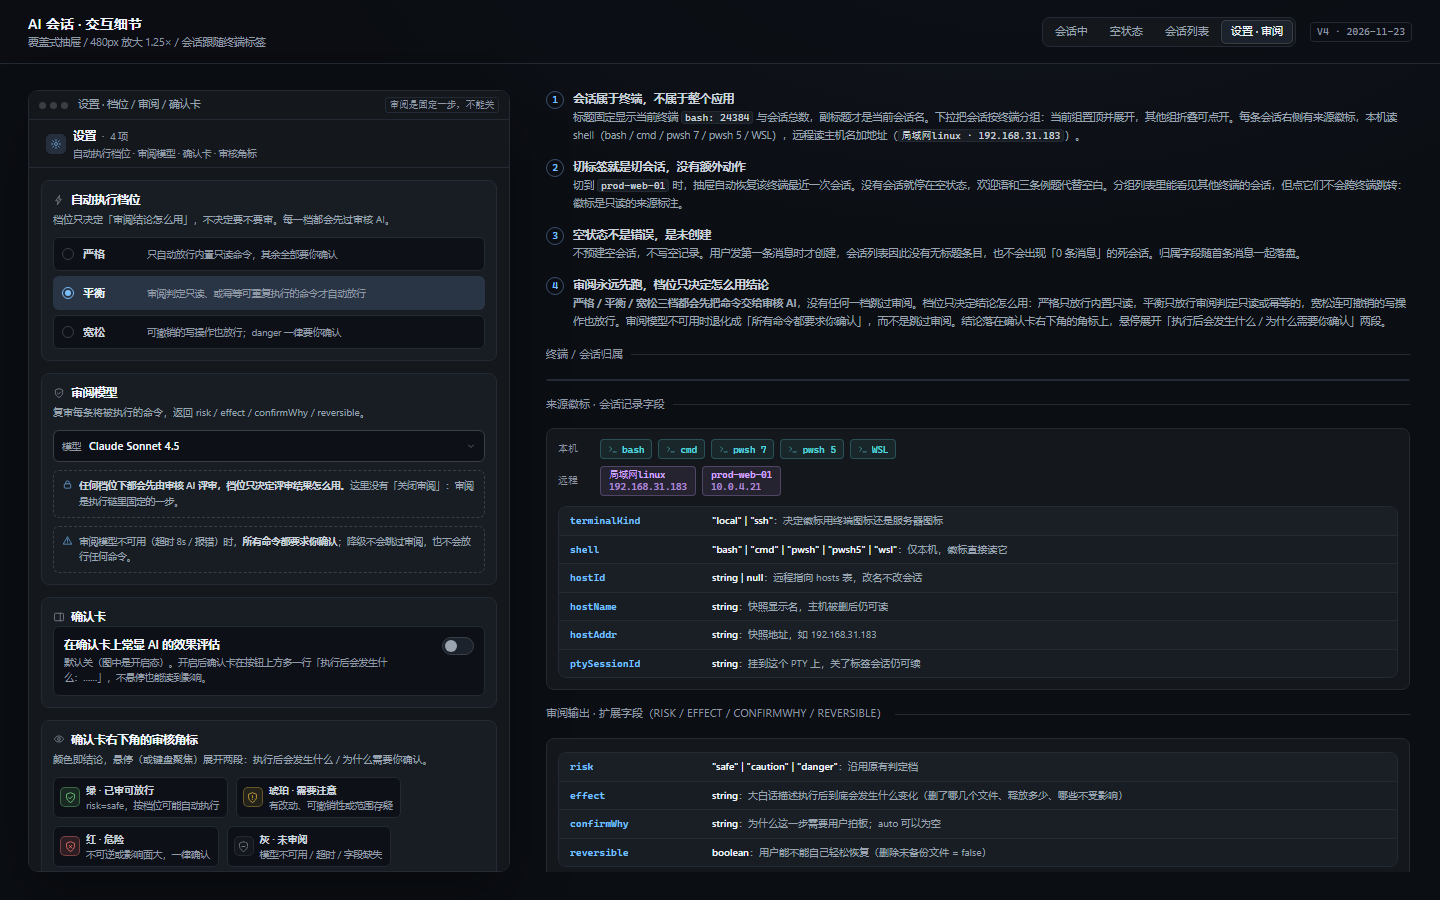 AI 会话 · 交互细节
覆盖式抽屉 / 480px 放大 1.25× / 会话跟随终端标签
会话中
空状态
会话列表
设置 · 审阅
V4 · 2026-11-23
设置 · 档位 / 审阅 / 确认卡
审阅是固定一步，不能关
设置 · 4 项
自动执行档位 · 审阅模型 · 确认卡 · 审核角标
自动执行档位
档位只决定「审阅结论怎么用」，不决定要不要审。每一档都会先过审核 AI。
严格 只自动放行内置只读命令，其余全部要你确认
平衡 审阅判定只读、或幂等可重复执行的命令才自动放行
宽松 可撤销的写操作也放行；danger 一律要你确认
审阅模型
复审每条将被执行的命令，返回 risk / effect / confirmWhy / reversible。
模型 Claude Sonnet 4.5
任何档位下都会先由审核 AI 评审，档位只决定评审结果怎么用。这里没有「关闭审阅」：审阅
是执行链里固定的一步。
审阅模型不可用（超时 8s / 报错）时，所有命令都要求你确认；降级不会跳过审阅，也不会放
行任何命令。
确认卡
在确认卡上常显 AI 的效果评估
默认关（图中是开启态）。开启后确认卡在按钮上方多一行「执行后会发生什
么：……」，不悬停也能读到影响。
确认卡右下角的审核角标
颜色即结论，悬停（或键盘聚焦）展开两段：执行后会发生什么 / 为什么需要你确认。
绿 · 已审可放行
risk=safe，按档位可能自动执行
琥珀 · 需要注意
有改动、可撤销性或范围存疑
红 · 危险
不可逆或影响面大，一律确认
灰 · 未审阅
模型不可用 / 超时 / 字段缺失
1 会话属于终端，不属于整个应用
标题固定显示当前终端 bash: 24384 与会话总数，副标题才是当前会话名。下拉把会话按终端分组：当前组置顶并展开，其他组折叠可点开。每条会话右侧有来源徽标，本机读
shell（bash / cmd / pwsh 7 / pwsh 5 / WSL），远程读主机名加地址（局域网linux · 192.168.31.183）。
2 切标签就是切会话，没有额外动作
切到 prod-web-01 时，抽屉自动恢复该终端最近一次会话。没有会话就停在空状态，欢迎语和三条例题代替空白。分组列表里能看见其他终端的会话，但点它们不会跨终端跳转：
徽标是只读的来源标注。
3 空状态不是错误，是未创建
不预建空会话，不写空记录。用户发第一条消息时才创建，会话列表因此没有无标题条目，也不会出现「0 条消息」的死会话。归属字段随首条消息一起落盘。
4 审阅永远先跑，档位只决定怎么用结论
严格 / 平衡 / 宽松三档都会先把命令交给审核 AI，没有任何一档跳过审阅。档位只决定结论怎么用：严格只放行内置只读，平衡只放行审阅判定只读或幂等的，宽松连可撤销的写操
作也放行。审阅模型不可用时退化成「所有命令都要求你确认」，而不是跳过审阅。结论落在确认卡右下角的角标上，悬停展开「执行后会发生什么 / 为什么需要你确认」两段。
终端 / 会话归属
来源徽标 · 会话记录字段
本机 bash cmd pwsh 7 pwsh 5 WSL
远程 局域网linux 192.168.31.183 prod-web-01 10.0.4.21
terminalKind "local" | "ssh"：决定徽标用终端图标还是服务器图标
shell "bash" | "cmd" | "pwsh" | "pwsh5" | "wsl"：仅本机，徽标直接读它
hostId string | null：远程指向 hosts 表，改名不改会话
hostName string：快照显示名，主机被删后仍可读
hostAddr string：快照地址，如 192.168.31.183
ptySessionId string：挂到这个 PTY 上，关了标签会话仍可续
审阅输出 · 扩展字段（RISK / EFFECT / CONFIRMWHY / REVERSIBLE）
risk "safe" | "caution" | "danger"：沿用原有判定档
effect string：大白话描述执行后到底会发生什么变化（删了哪几个文件、释放多少、哪些不受影响）
confirmWhy string：为什么这一步需要用户拍板；auto 可以为空
reversible boolean：用户能不能自己轻松恢复（删除未备份文件 = false）